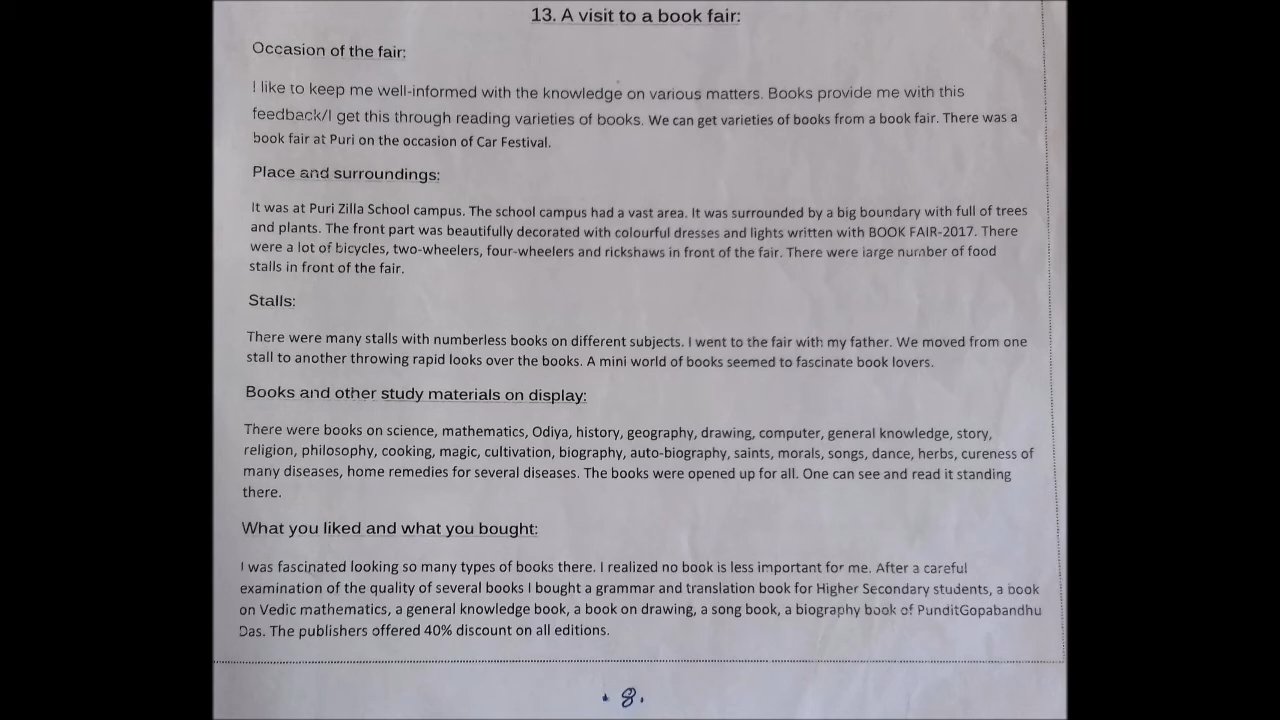 13. A visit to a book fair:
Occasion of the fair:
I like to keep me well-informed with the knowledge on various matters. Books provide me with this
feedback/I get this through reading varieties of books. We can get varieties of books from a book fair. There was a
book fair at Puri on the occasion of Car Festival.
Place and surroundings:
It was at Puri Zilla School campus. The school campus had a vast area. It was surrounded by a big boundary with full of trees
and plants. The front part was beautifully decorated with colourful dresses and lights written with BOOK FAIR-2017. There
were a lot of bicycles, two-wheelers, four-wheelers and rickshaws in front of the fair. There were large number of food
stalls in front of the fair.
Stalls:
There were many stalls with numberless books on different subjects. I went to the fair with my father. We moved from one
stall to another throwing rapid looks over the books. A mini world of books seemed to fascinate book lovers.
Books and other study materials on display:
There were books on science, mathematics, Odiya, history, geography, drawing, computer, general knowledge, story,
religion, philosophy, cooking, magic, cultivation, biography, auto-biography, saints, morals, songs, dance, herbs, cureness of
many diseases, home remedies for several diseases. The books were opened up for all. One can see and read it standing
there.
What you liked and what you bought:
I was fascinated looking so many types of books there. I realized no book is less important for me. After a careful
examination of the quality of several books I bought a grammar and translation book for Higher Secondary students, a book
on Vedic mathematics, a general knowledge book, a book on drawing, a song book, a biography book of PunditGopabandhu
Das. The publishers offered 40% discount on all editions.
. 8.